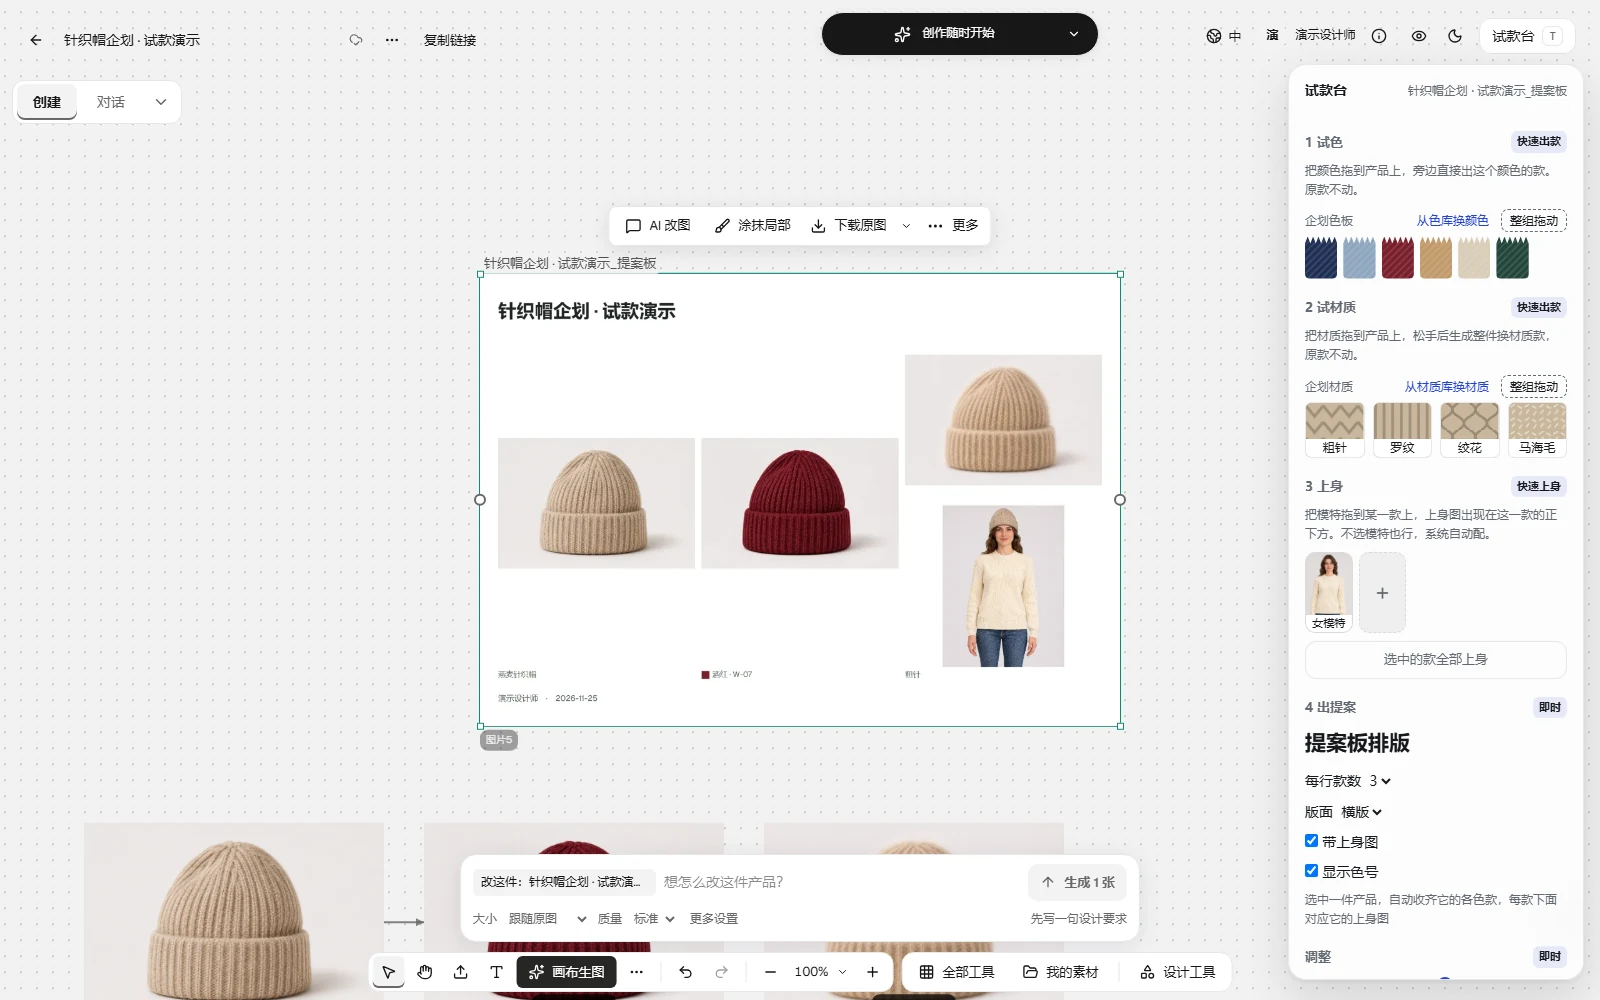 针织帽企划 · 试款演示
复制链接
创作随时开始
中
演
演示设计师
试款台
T
创建
对话
AI 改图
涂抹局部
下载原图
更多
针织帽企划 · 试款演示_提案板
针织帽企划 · 试款演示
燕麦针织帽
酒红 · W-07
粗针
演示设计师 · 2026-11-25
图片5
试款台
针织帽企划 · 试款演示_提案板
1 试色
快速出款
把颜色拖到产品上，旁边直接出这个颜色的款。
原款不动。
企划色板
从色库换颜色
整组拖动
2 试材质
快速出款
把材质拖到产品上，松手后生成整件换材质款，
原款不动。
企划材质
从材质库换材质
整组拖动
粗针
罗纹
绞花
马海毛
3 上身
快速上身
把模特拖到某一款上，上身图出现在这一款的正
下方。不选模特也行，系统自动配。
女模特
选中的款全部上身
4 出提案
即时
提案板排版
每行款数 3
版面 横版
带上身图
显示色号
选中一件产品，自动收齐它的各色款，每款下面
对应它的上身图
调整
即时
改这件：针织帽企划 · 试款演...
想怎么改这件产品？
生成 1 张
大小 跟随原图
质量 标准
更多设置
先写一句设计要求
画布生图
100%
全部工具
我的素材
设计工具